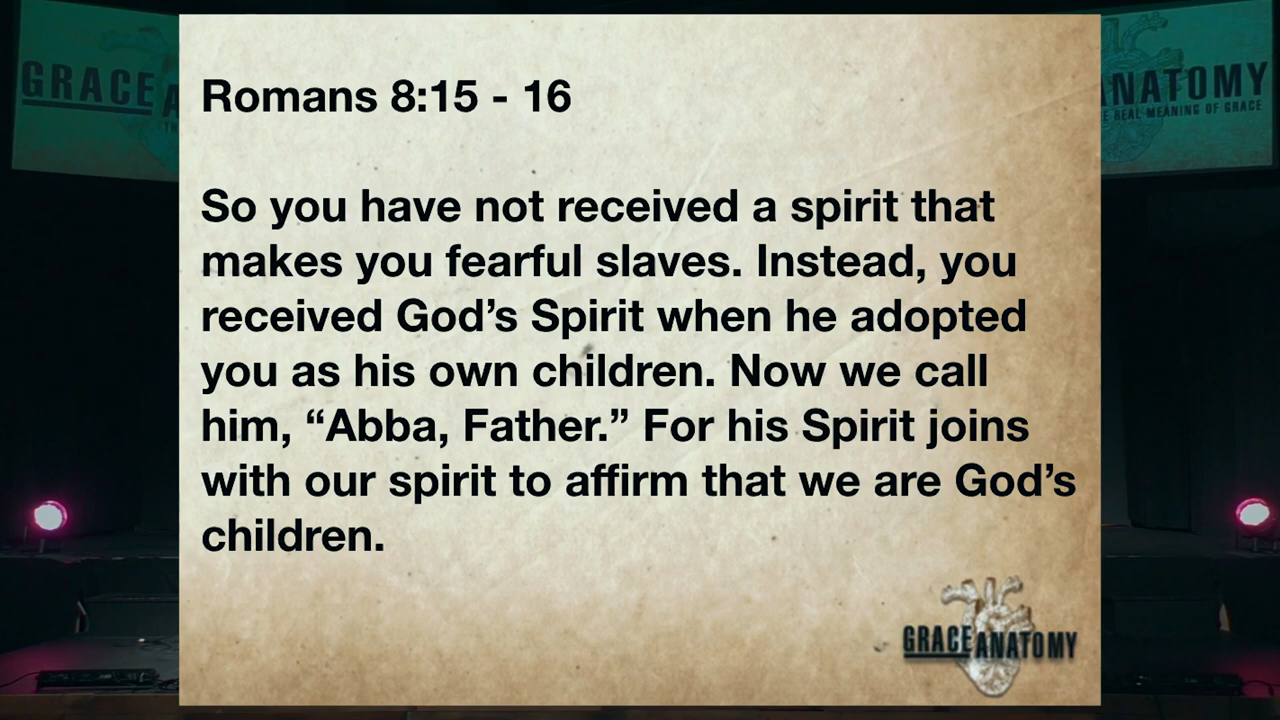 GRACE
ANATOMY
REAL MEANING OF GRACE
Romans 8:15 - 16
So you have not received a spirit that
makes you fearful slaves. Instead, you
received God’s Spirit when he adopted
you as his own children. Now we call
him, “Abba, Father.” For his Spirit joins
with our spirit to affirm that we are God’s
children.
GRACE ANATOMY